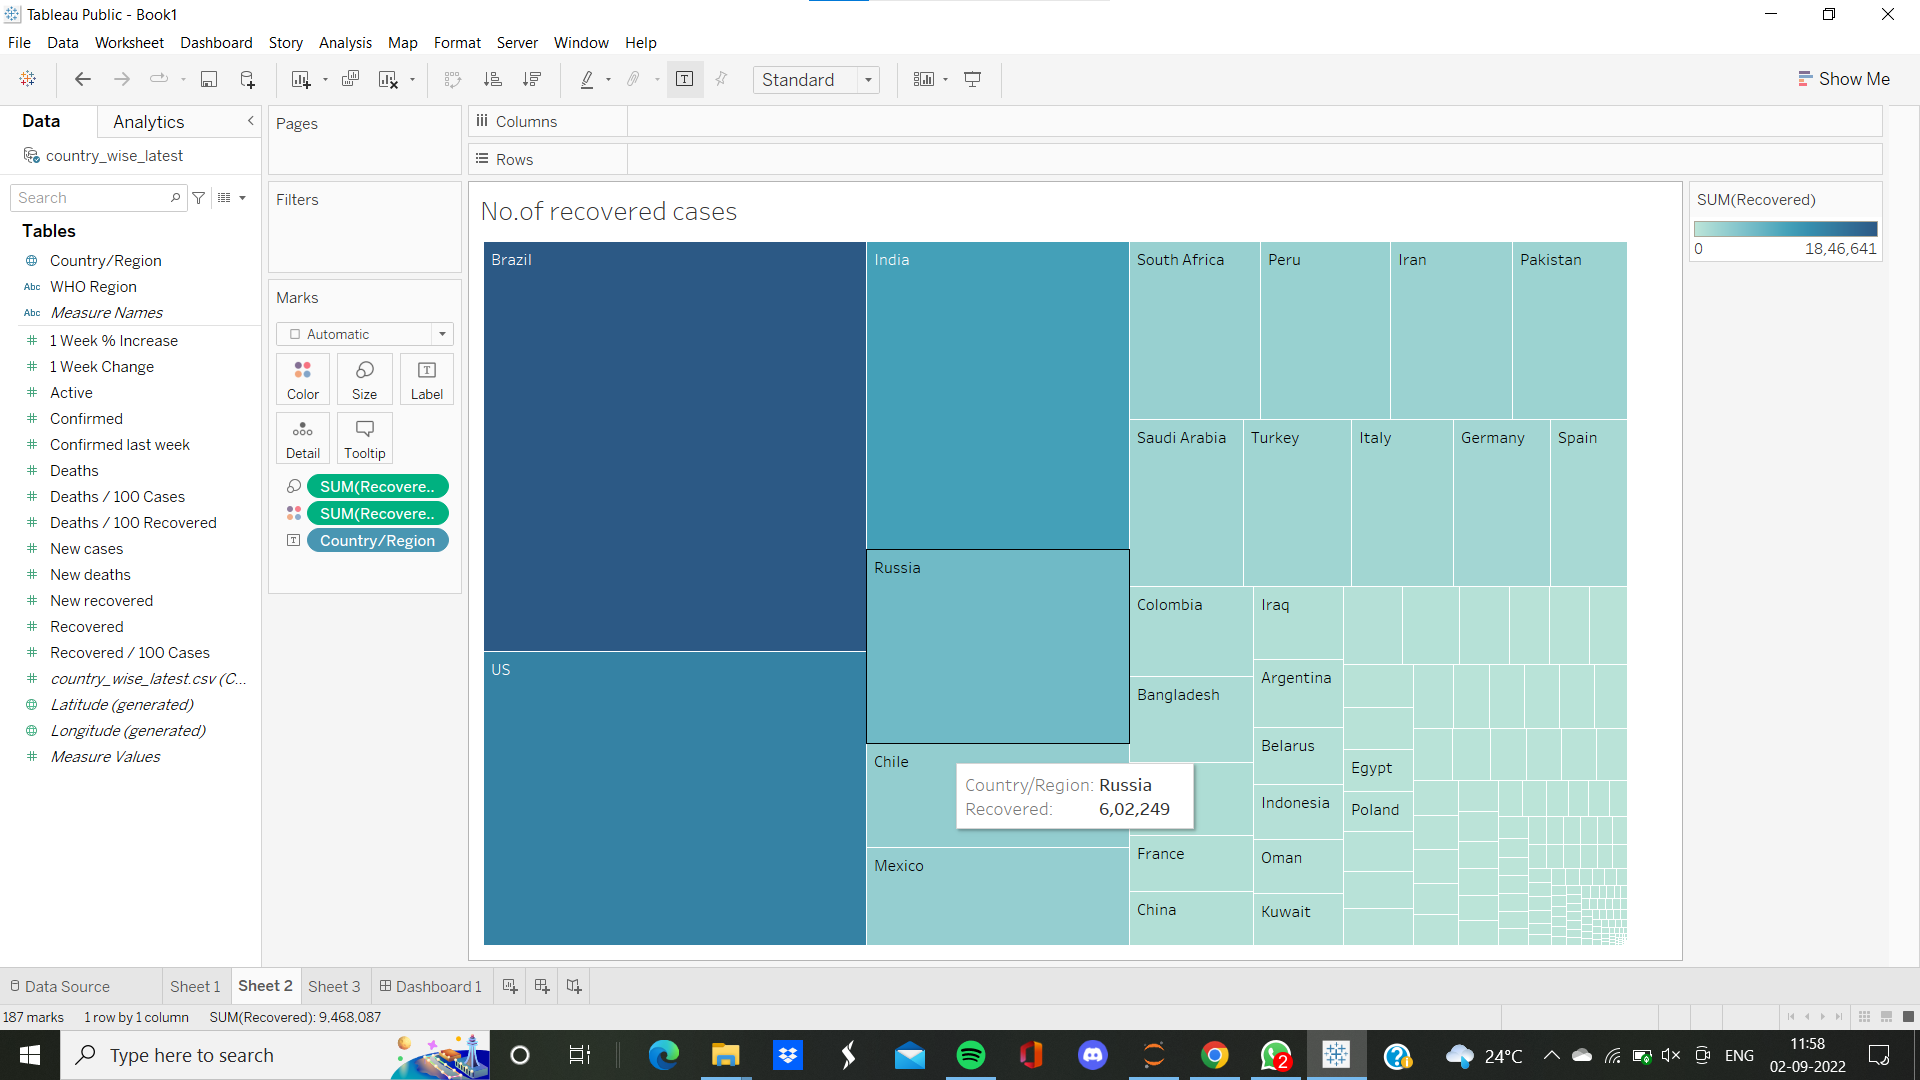 Tableau Public - Book1
File Data Worksheet Dashboard Story Analysis Map Format Server Window Help
Standard
Show Me
Data
Analytics
country_wise_latest
Search
Tables
Country/Region
Abc WHO Region
Abc Measure Names
1 Week % Increase
1 Week Change
Active
Confirmed
Confirmed last week
Deaths
Deaths / 100 Cases
Deaths / 100 Recovered
New cases
New deaths
New recovered
Recovered
Recovered / 100 Cases
country_wise_latest.csv (C...
Latitude (generated)
Longitude (generated)
Measure Values
Pages
Filters
Marks
Automatic
Color Size Label
Detail Tooltip
SUM(Recovere..
SUM(Recovere..
Country/Region
Columns
Rows
No.of recovered cases
Brazil
US
India
Russia
Chile
Mexico
Country/Region: Russia
Recovered: 6,02,249
South Africa
Peru
Iran
Pakistan
Saudi Arabia
Turkey
Italy
Germany
Spain
Colombia
Bangladesh
France
China
Iraq
Argentina
Belarus
Indonesia
Oman
Kuwait
Egypt
Poland
SUM(Recovered)
0 18,46,641
Data Source Sheet 1 Sheet 2 Sheet 3 Dashboard 1
187 marks 1 row by 1 column SUM(Recovered): 9,468,087
Type here to search
2
24°C
ENG
11:58
02-09-2022